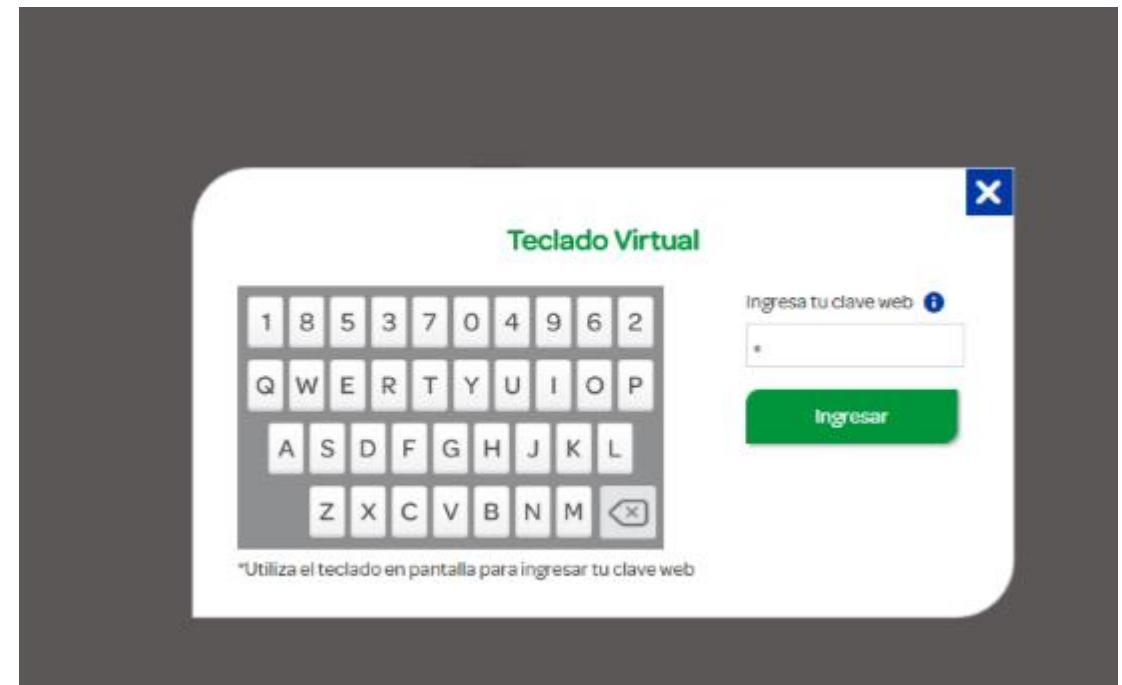 Teclado Virtual
1 8 5 3 7 0 4 9 6 2
Q W E R T Y U I O P
A S D F G H J K L
Z X C V B N M
*Utiliza el teclado en pantalla para ingresar tu clave web
Ingresa tu clave web
*
Ingresar